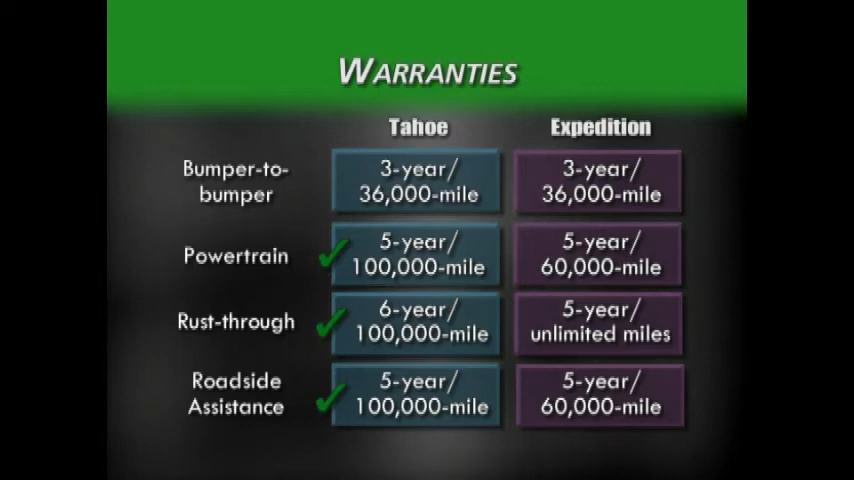 WARRANTIES
Tahoe Expedition
Bumper-to-
bumper
3-year/
36,000-mile
3-year/
36,000-mile
Powertrain
5-year/
100,000-mile
5-year/
60,000-mile
Rust-through
6-year/
100,000-mile
5-year/
unlimited miles
Roadside
Assistance
5-year/
100,000-mile
5-year/
60,000-mile